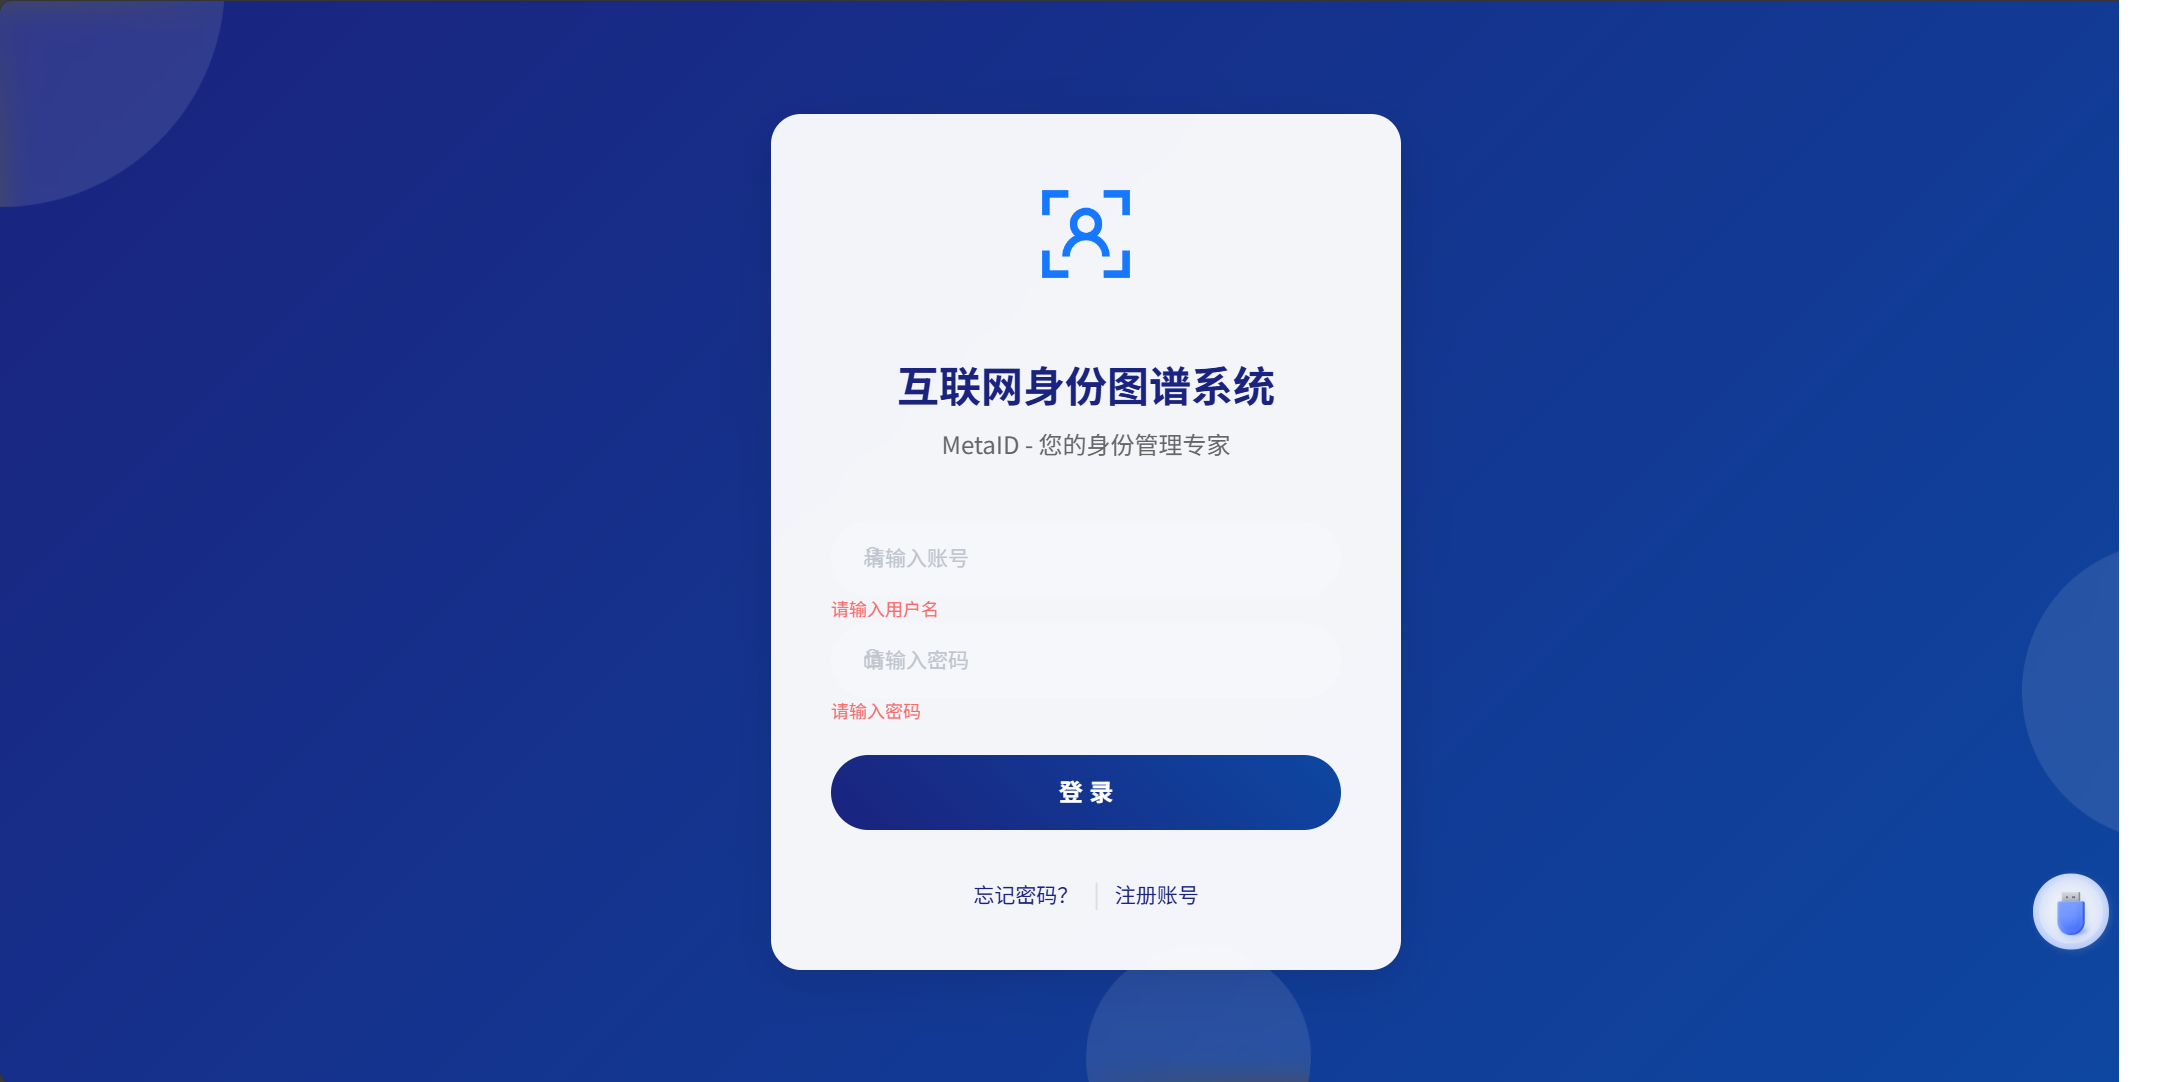 互联网身份图谱系统
MetaID - 您的身份管理专家
请输入账号
请输入用户名
请输入密码
请输入密码
登 录
忘记密码？
注册账号